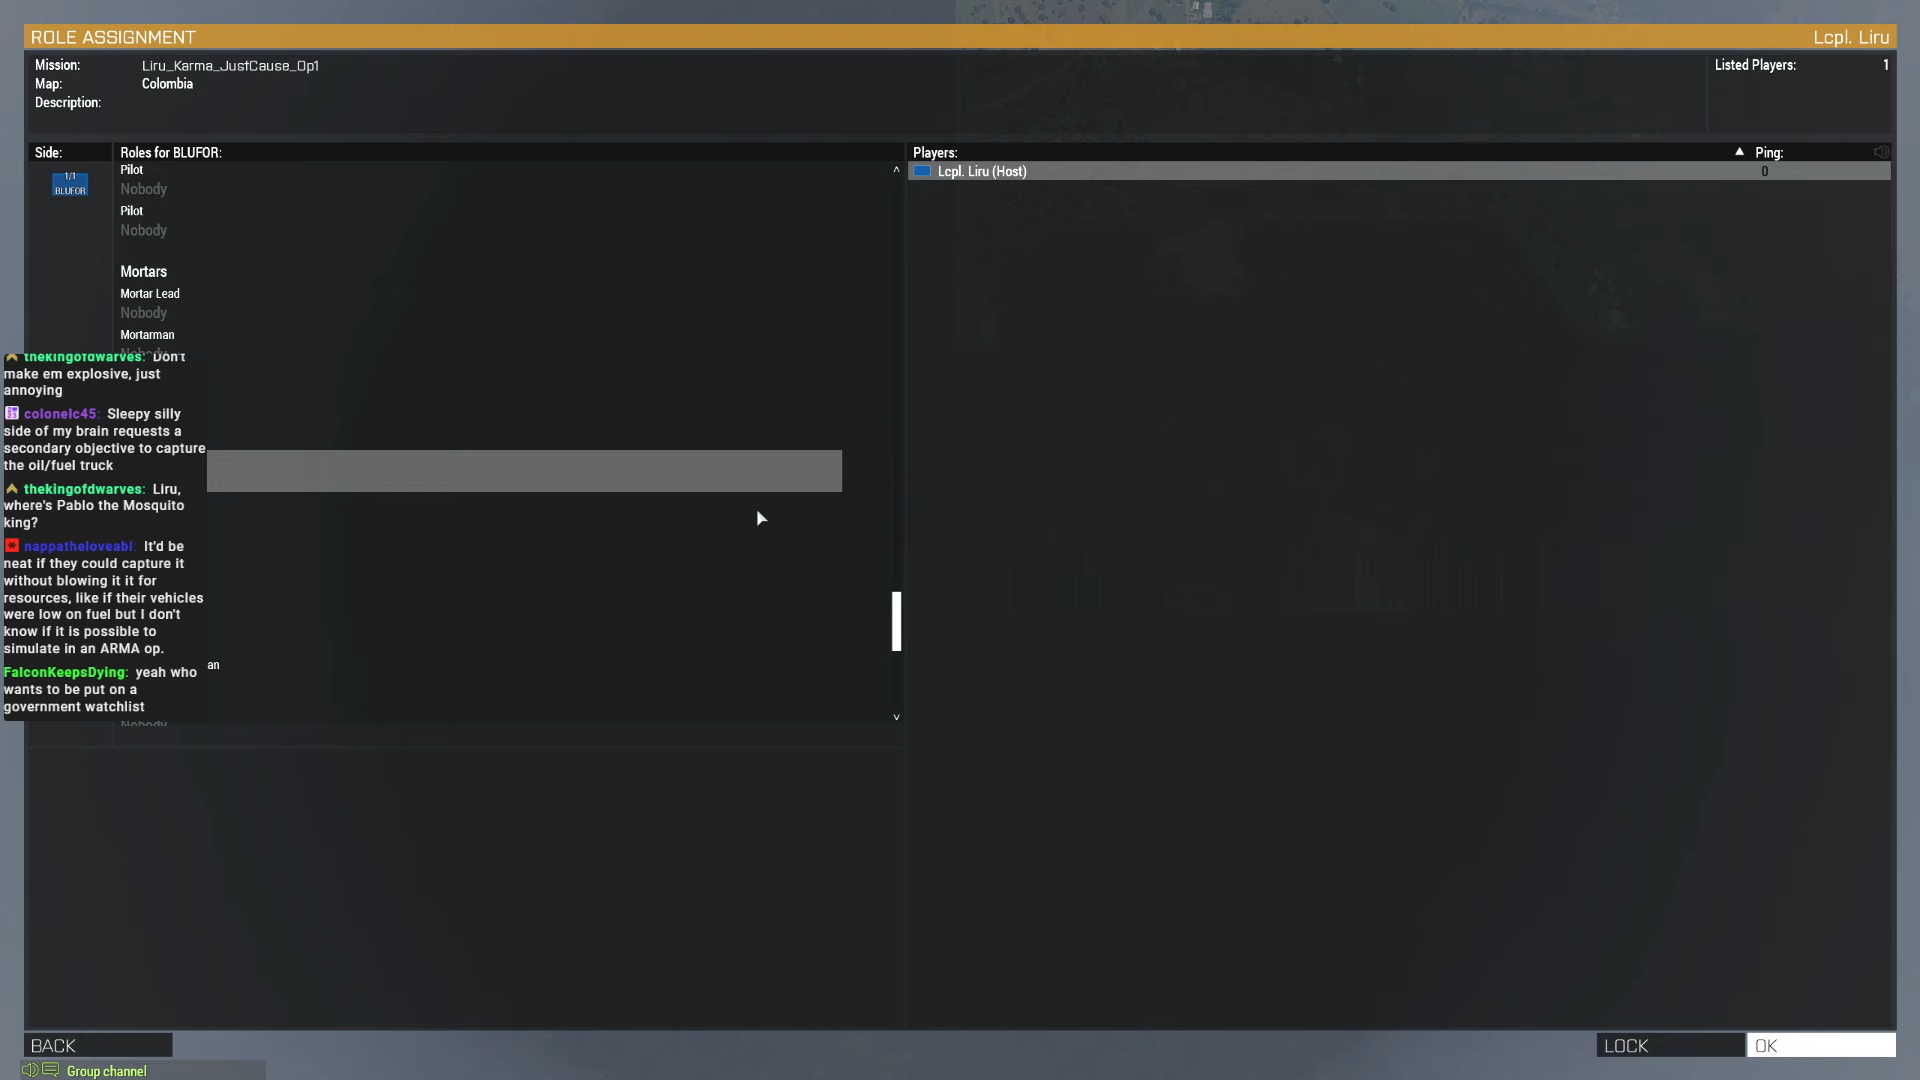 ROLE ASSIGNMENT
Lcpl. Liru
Mission: Liru_Karma_JustCause_Op1
Map: Colombia
Description:
Listed Players: 1
Side:
1/1
BLUFOR
Roles for BLUFOR:
Pilot
Nobody
Pilot
Nobody
Mortars
Mortar Lead
Nobody
Mortarman
Nobody
an
Nobody
Players:
Ping:
Lcpl. Liru (Host)
0
thekingofdwarves: Don't
make em explosive, just
annoying
colonelc45: Sleepy silly
side of my brain requests a
secondary objective to capture
the oil/fuel truck
thekingofdwarves: Liru,
where's Pablo the Mosquito
king?
nappatheloveabl: It'd be
neat if they could capture it
without blowing it it for
resources, like if their vehicles
were low on fuel but I don't
know if it is possible to
simulate in an ARMA op.
FalconKeepsDying: yeah who
wants to be put on a
government watchlist
BACK
LOCK
OK
Group channel